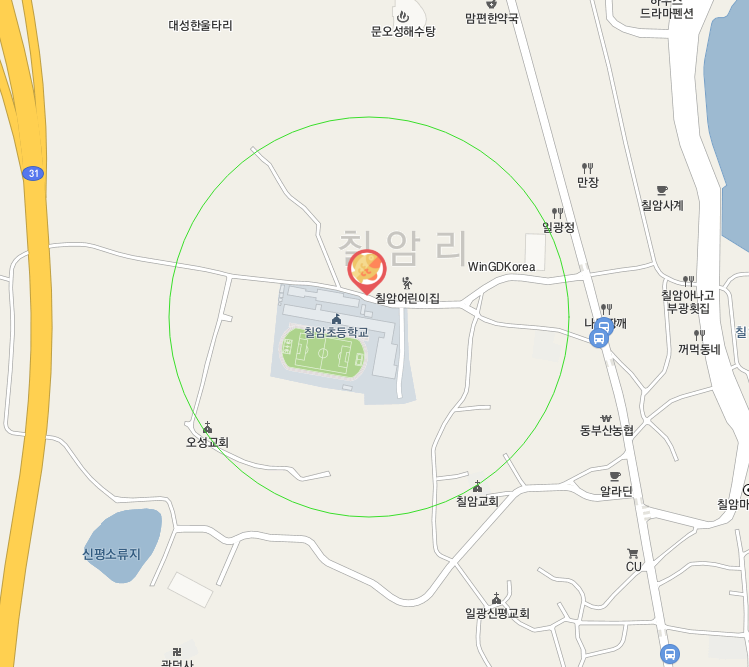 드라마펜션
맘편한약국
대성한울타리
문오성해수탕
31
만장
칠암사계
일광정
칠암리
WinGDKorea
칠암어린이집
칠암아나고
부광횟집
칠암초등학교
꺼먹동네
칠
동부산농협
오성교회
알라딘
칠암교회
신평소류지
CU
일광신평교회